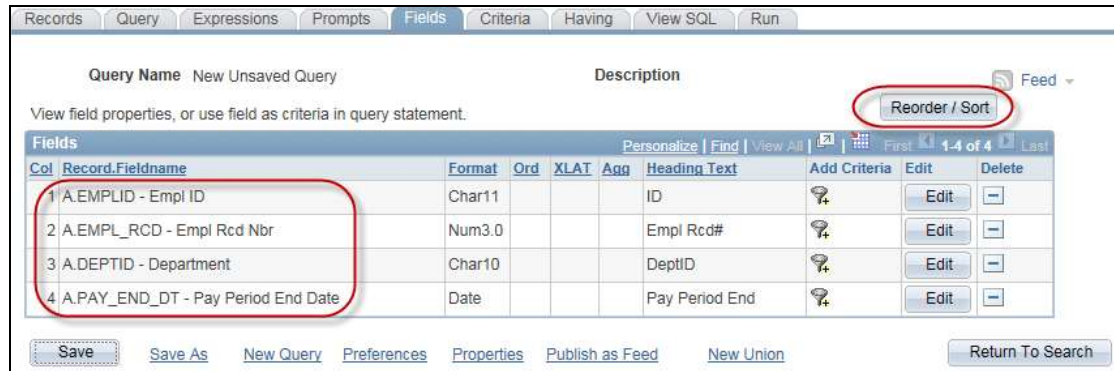 Records Query Expressions Prompts Fields Criteria Having View SQL Run
Query Name New Unsaved Query Description Feed
View field properties, or use field as criteria in query statement. Reorder / Sort
Fields Personalize | Find | View All | | First 1-4 of 4 Last
Col Record.Fieldname Format Ord XLAT Agg Heading Text Add Criteria Edit Delete
1 A.EMPLID - Empl ID Char11 ID Edit
2 A.EMPL_RCD - Empl Rcd Nbr Num3.0 Empl Rcd# Edit
3 A.DEPTID - Department Char10 DeptID Edit
4 A.PAY_END_DT - Pay Period End Date Date Pay Period End Edit
Save Save As New Query Preferences Properties Publish as Feed New Union Return To Search